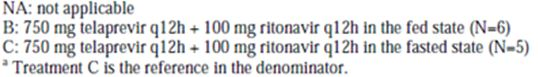 NA: not applicable
B: 750 mg telaprevir q12h + 100 mg ritonavir q12h in the fed state (N=6)
C: 750 mg telaprevir q12h + 100 mg ritonavir q12h in the fasted state (N=5)
ª Treatment C is the reference in the denominator.